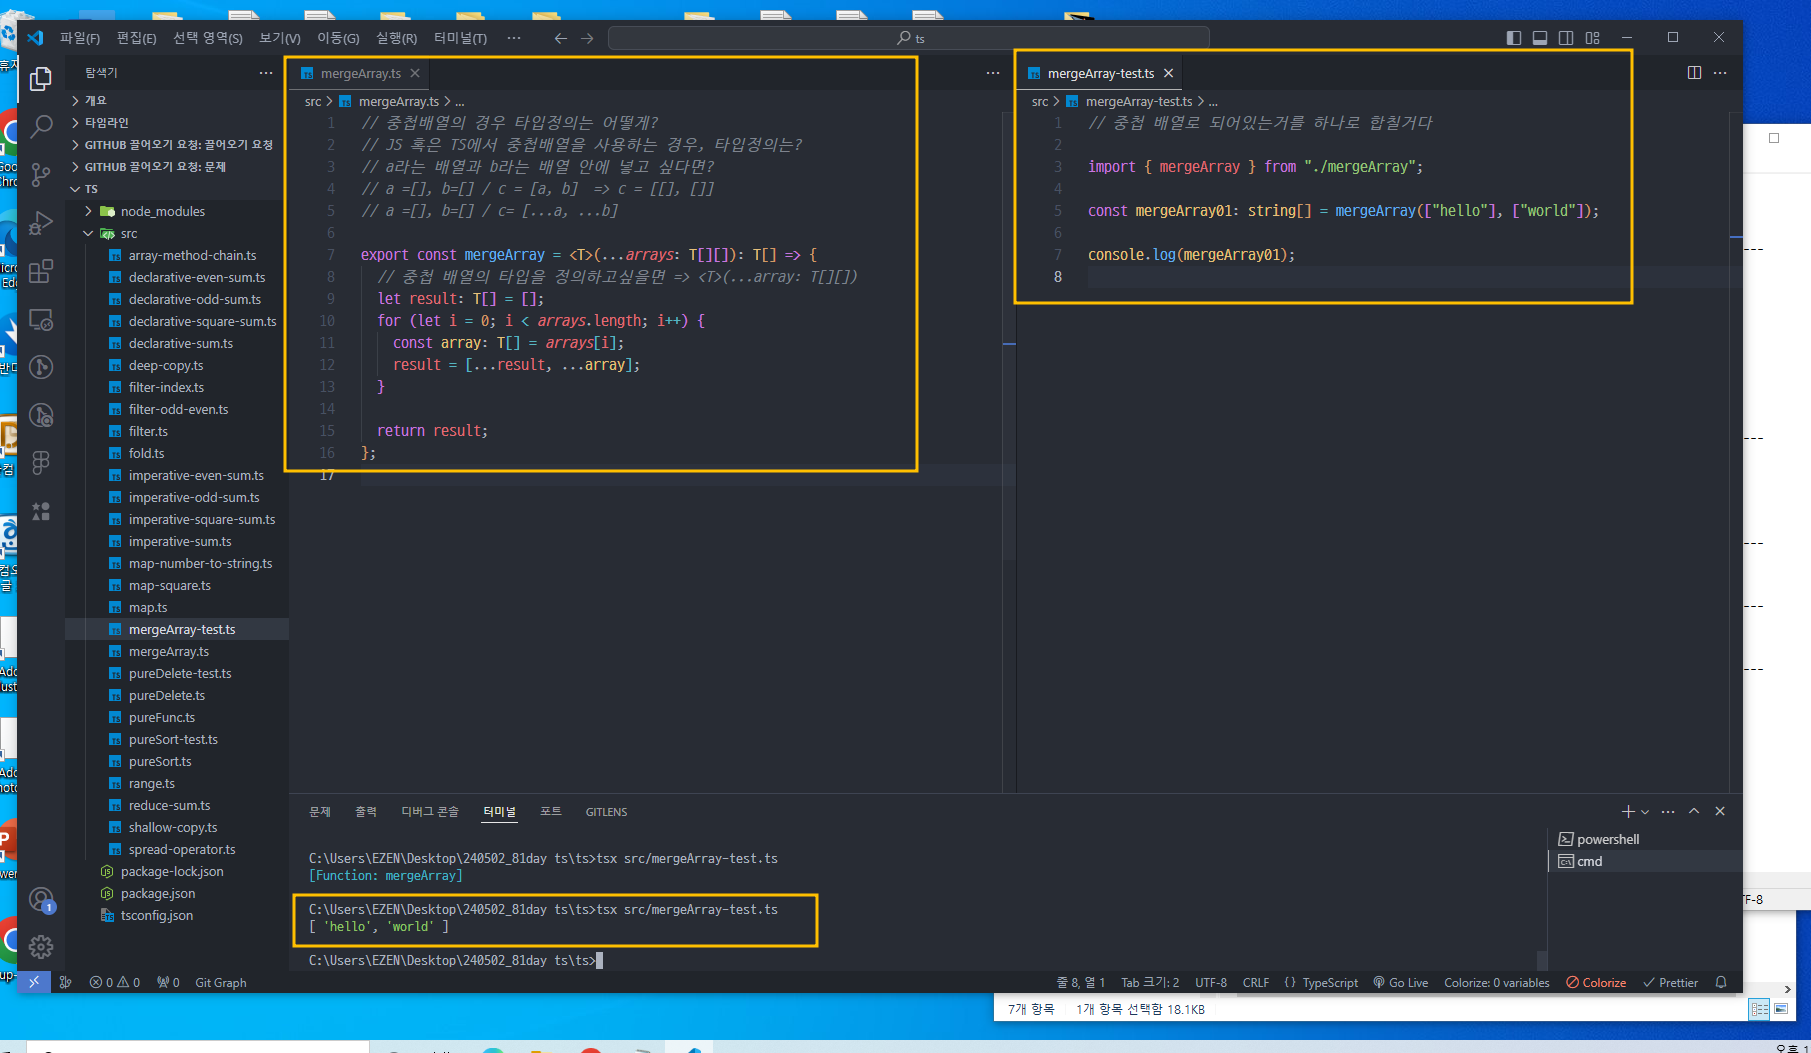 파일(F) 편집(E) 선택 영역(S) 보기(V) 이동(G) 실행(R) 터미널(T) ··· ts
탐색기 ···
개요
타임라인
GITHUB 끌어오기 요청: 끌어오기 요청
GITHUB 끌어오기 요청: 문제
TS
node_modules
src
array-method-chain.ts
declarative-even-sum.ts
declarative-odd-sum.ts
declarative-square-sum.ts
declarative-sum.ts
deep-copy.ts
filter-index.ts
filter-odd-even.ts
filter.ts
fold.ts
imperative-even-sum.ts
imperative-odd-sum.ts
imperative-square-sum.ts
imperative-sum.ts
map-number-to-string.ts
map-square.ts
map.ts
mergeArray-test.ts
mergeArray.ts
pureDelete-test.ts
pureDelete.ts
pureFunc.ts
pureSort-test.ts
pureSort.ts
range.ts
reduce-sum.ts
shallow-copy.ts
spread-operator.ts
package-lock.json
package.json
tsconfig.json
mergeArray.ts
src > mergeArray.ts > ...
1 // 중첩배열의 경우 타입정의는 어떻게?
2 // JS 혹은 TS에서 중첩배열을 사용하는 경우, 타입정의는?
3 // a라는 배열과 b라는 배열 안에 넣고 싶다면?
4 // a =[], b=[] / c = [a, b]  => c = [[], []]
5 // a =[], b=[] / c= [...a, ...b]
6
7 export const mergeArray = <T>(...arrays: T[][]): T[] => {
8 // 중첩 배열의 타입을 정의하고싶을면 => <T>(...array: T[][])
9 let result: T[] = [];
10 for (let i = 0; i < arrays.length; i++) {
11 const array: T[] = arrays[i];
12 result = [...result, ...array];
13 }
14
15 return result;
16 };
17
mergeArray-test.ts
src > mergeArray-test.ts > ...
1 // 중첩 배열로 되어있는거를 하나로 합칠거다
2
3 import { mergeArray } from "./mergeArray";
4
5 const mergeArray01: string[] = mergeArray(["hello"], ["world"]);
6
7 console.log(mergeArray01);
8
문제 출력 디버그 콘솔 터미널 포트 GITLENS
C:\Users\EZEN\Desktop\240502_81day ts\ts>tsx src/mergeArray-test.ts
[Function: mergeArray]
C:\Users\EZEN\Desktop\240502_81day ts\ts>tsx src/mergeArray-test.ts
[ 'hello', 'world' ]
C:\Users\EZEN\Desktop\240502_81day ts\ts>
powershell
cmd
1
0 0 0 Git Graph 줄 8, 열 1 Tab 크기: 2 UTF-8 CRLF {} TypeScript Go Live Colorize: 0 variables Colorize Prettier
7개 항목 1개 항목 선택함 18.1KB